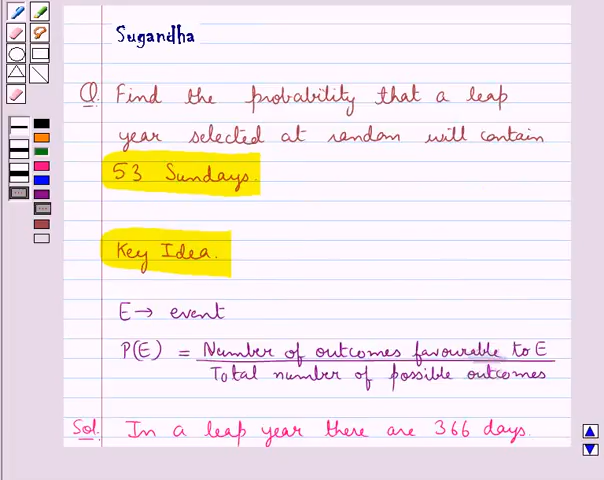 Sugandha
Q. Find the probability that a leap
year selected at random will contain
53 Sundays.
Key Idea.
E → event
P(E) = Number of outcomes favourable to E
Total number of possible outcomes
Sol. In a leap year there are 366 days.